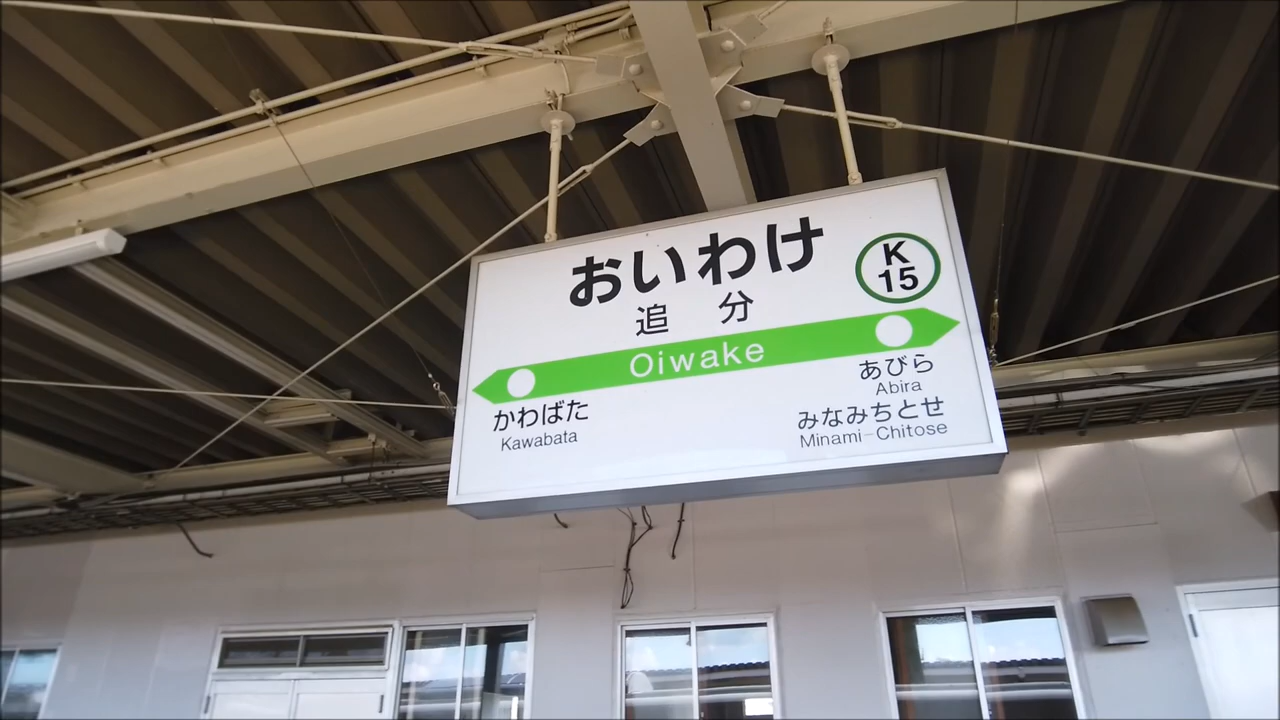 おいわけ
K
15
追分
Oiwake
かわばた
Kawabata
あびら
Abira
みなみちとせ
Minami-Chitose